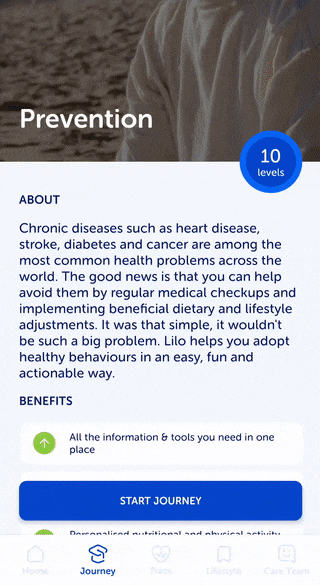 Prevention
10
levels
ABOUT
Chronic diseases such as heart disease,
stroke, diabetes and cancer are among the
most common health problems across the
world. The good news is that you can help
avoid them by regular medical checkups and
implementing beneficial dietary and lifestyle
adjustments. It was that simple, it wouldn't
be such a big problem. Lilo helps you adopt
healthy behaviours in an easy, fun and
actionable way.
BENEFITS
All the information & tools you need in one
place
START JOURNEY
Personalised nutritional and physical activity
Home
Journey
Track
Lifestyle
Care Team